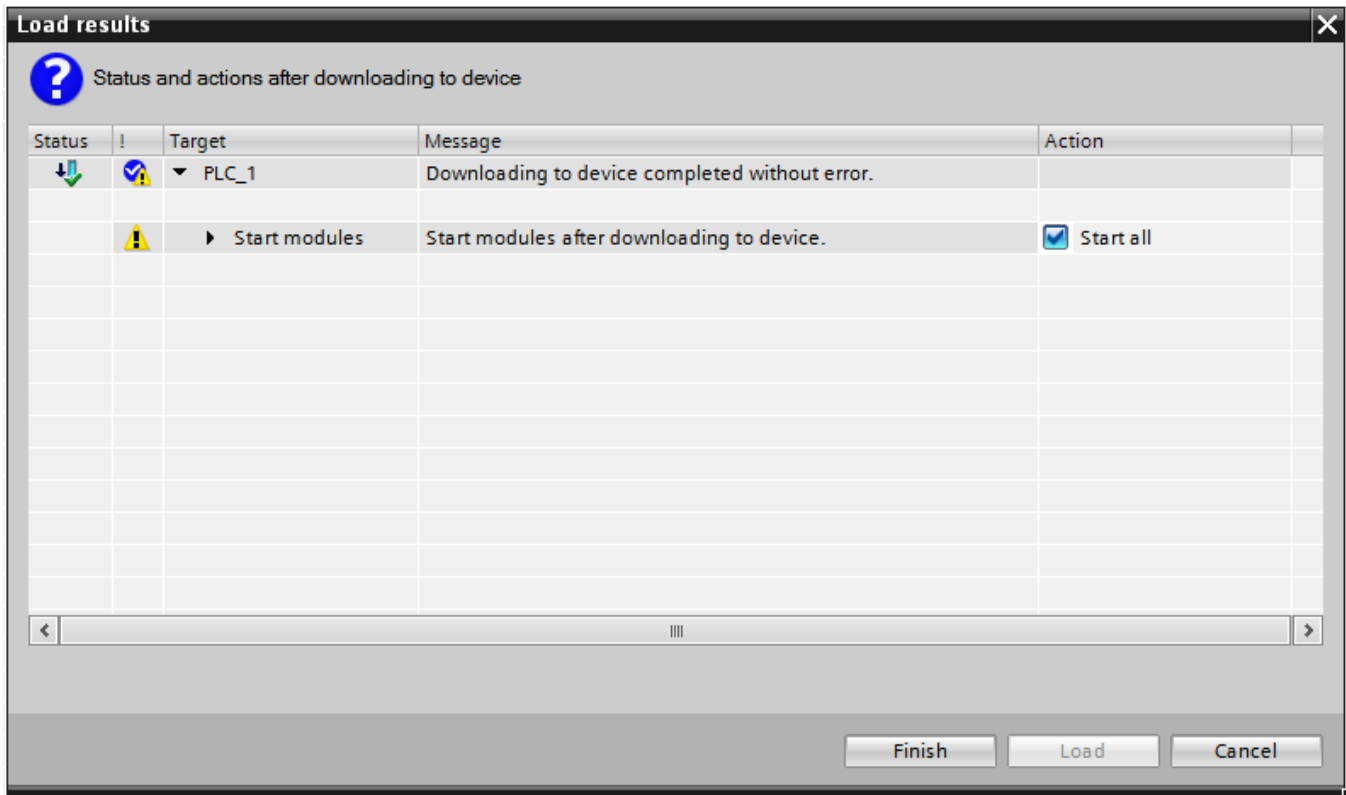 Load results
Status and actions after downloading to device
Status ! Target Message Action
PLC_1 Downloading to device completed without error.
Start modules Start modules after downloading to device. Start all
Finish Load Cancel